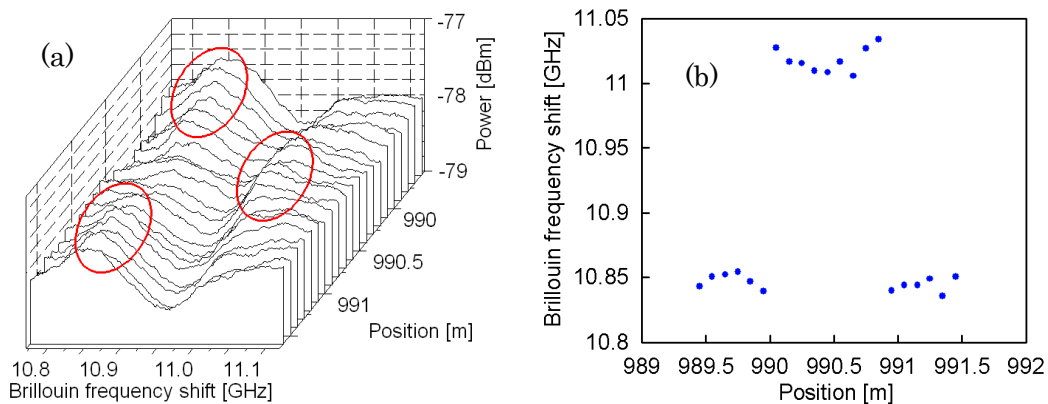 (a)
-77
-78
-79
Power [dBm]
990
990.5
991
Position [m]
10.8 10.9 11.0 11.1
Brillouin frequency shift [GHz]
(b)
11.05
11
10.95
10.9
10.85
10.8
Brillouin frequency shift [GHz]
989 989.5 990 990.5 991 991.5 992
Position [m]